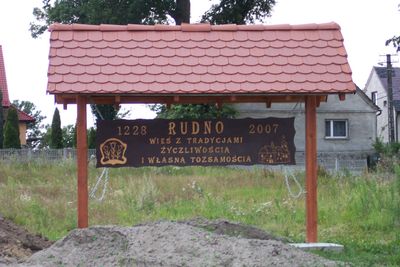 1228 RUDNO 2007
WIEŚ Z TRADYCJAMI
ŻYCZLIWOŚCIĄ
I WŁASNĄ TOŻSAMOŚCIĄ